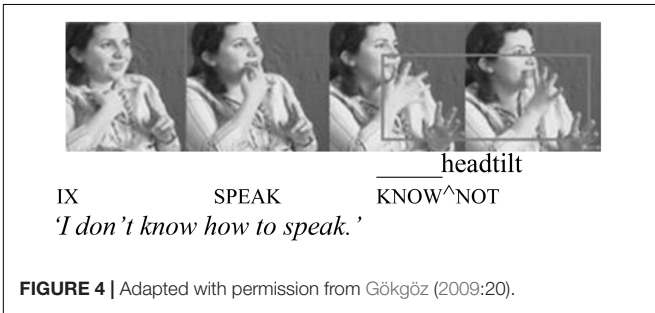 _____headtilt
IX SPEAK KNOW^NOT
‘I don’t know how to speak.’
FIGURE 4 | Adapted with permission from Gökgöz (2009:20).